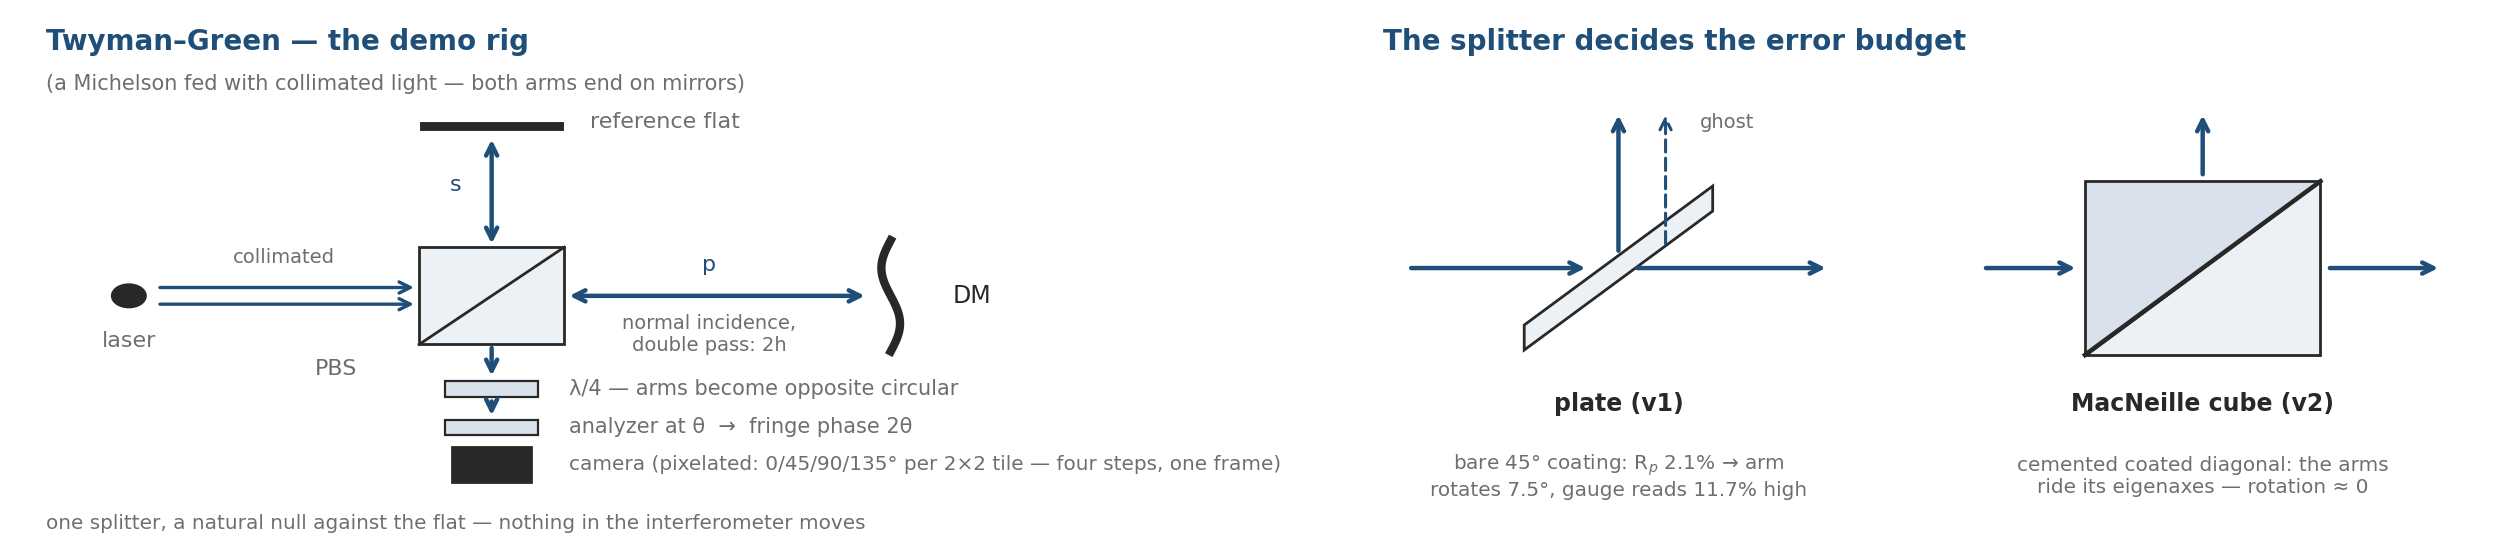 Twyman–Green — the demo rig
(a Michelson fed with collimated light — both arms end on mirrors)
reference flat
s
collimated
p
laser
PBS
normal incidence,
double pass: 2h
DM
λ/4 — arms become opposite circular
analyzer at θ → fringe phase 2θ
camera (pixelated: 0/45/90/135° per 2×2 tile — four steps, one frame)
one splitter, a natural null against the flat — nothing in the interferometer moves
The splitter decides the error budget
ghost
plate (v1)
bare 45° coating: Rₚ 2.1% → arm
rotates 7.5°, gauge reads 11.7% high
MacNeille cube (v2)
cemented coated diagonal: the arms
ride its eigenaxes — rotation ≈ 0